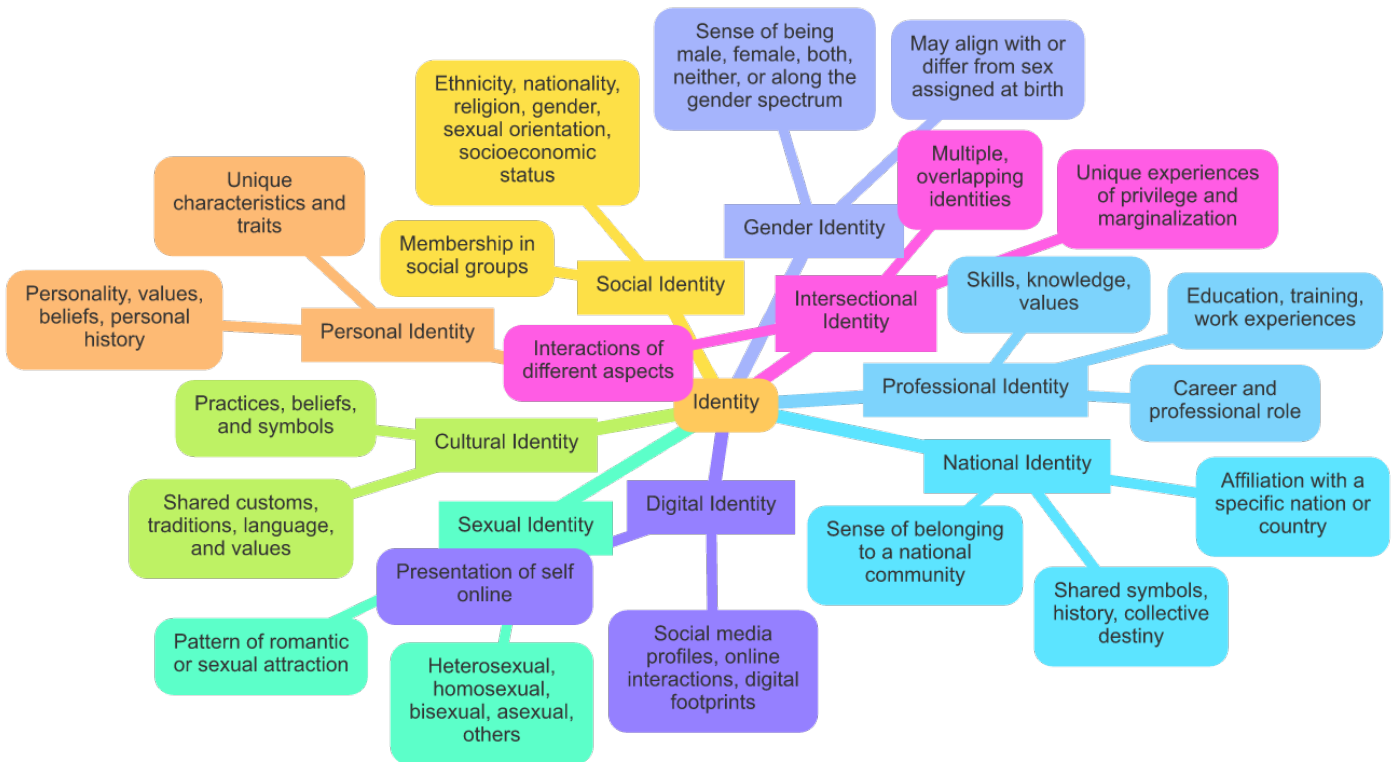 Sense of being
male, female, both,
neither, or along the
gender spectrum
May align with or
differ from sex
assigned at birth
Ethnicity, nationality,
religion, gender,
sexual orientation,
socioeconomic
status
Multiple,
overlapping
identities
Unique experiences
of privilege and
marginalization
Unique
characteristics and
traits
Gender Identity
Membership in
social groups
Social Identity
Skills, knowledge,
values
Intersectional
Identity
Education, training,
work experiences
Personality, values,
beliefs, personal
history
Personal Identity
Interactions of
different aspects
Identity
Professional Identity
Career and
professional role
Practices, beliefs,
and symbols
Cultural Identity
National Identity
Affiliation with a
specific nation or
country
Shared customs,
traditions, language,
and values
Sexual Identity
Digital Identity
Sense of belonging
to a national
community
Presentation of self
online
Shared symbols,
history, collective
destiny
Pattern of romantic
or sexual attraction
Heterosexual,
homosexual,
bisexual, asexual,
others
Social media
profiles, online
interactions, digital
footprints